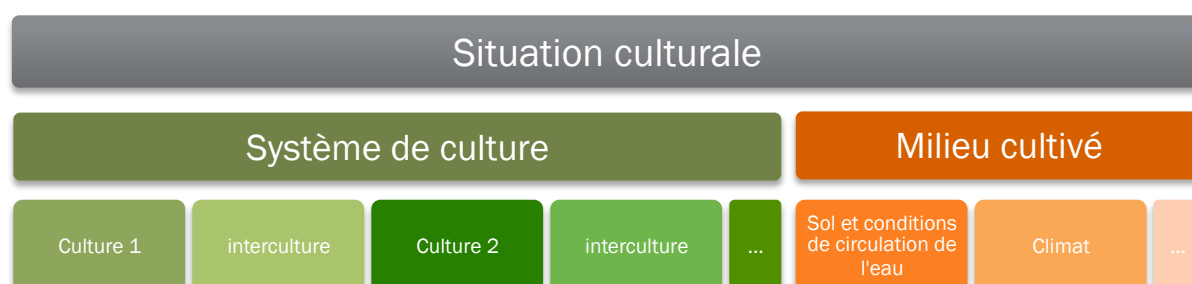 Situation culturale
Système de culture
Milieu cultivé
Culture 1
interculture
Culture 2
interculture
...
Sol et conditions
de circulation de
l'eau
Climat
...